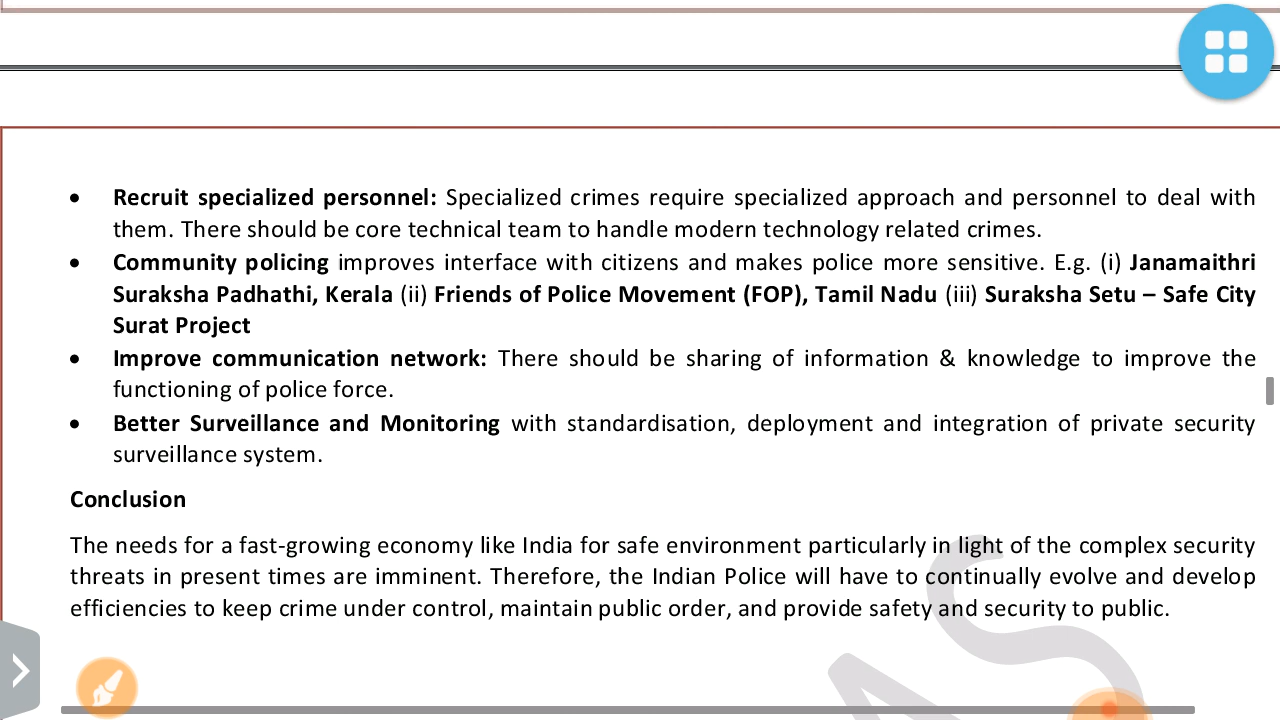 • Recruit specialized personnel: Specialized crimes require specialized approach and personnel to deal with
them. There should be core technical team to handle modern technology related crimes.
• Community policing improves interface with citizens and makes police more sensitive. E.g. (i) Janamaithri
Suraksha Padhathi, Kerala (ii) Friends of Police Movement (FOP), Tamil Nadu (iii) Suraksha Setu – Safe City
Surat Project
• Improve communication network: There should be sharing of information & knowledge to improve the
functioning of police force.
• Better Surveillance and Monitoring with standardisation, deployment and integration of private security
surveillance system.
Conclusion
The needs for a fast-growing economy like India for safe environment particularly in light of the complex security
threats in present times are imminent. Therefore, the Indian Police will have to continually evolve and develop
efficiencies to keep crime under control, maintain public order, and provide safety and security to public.